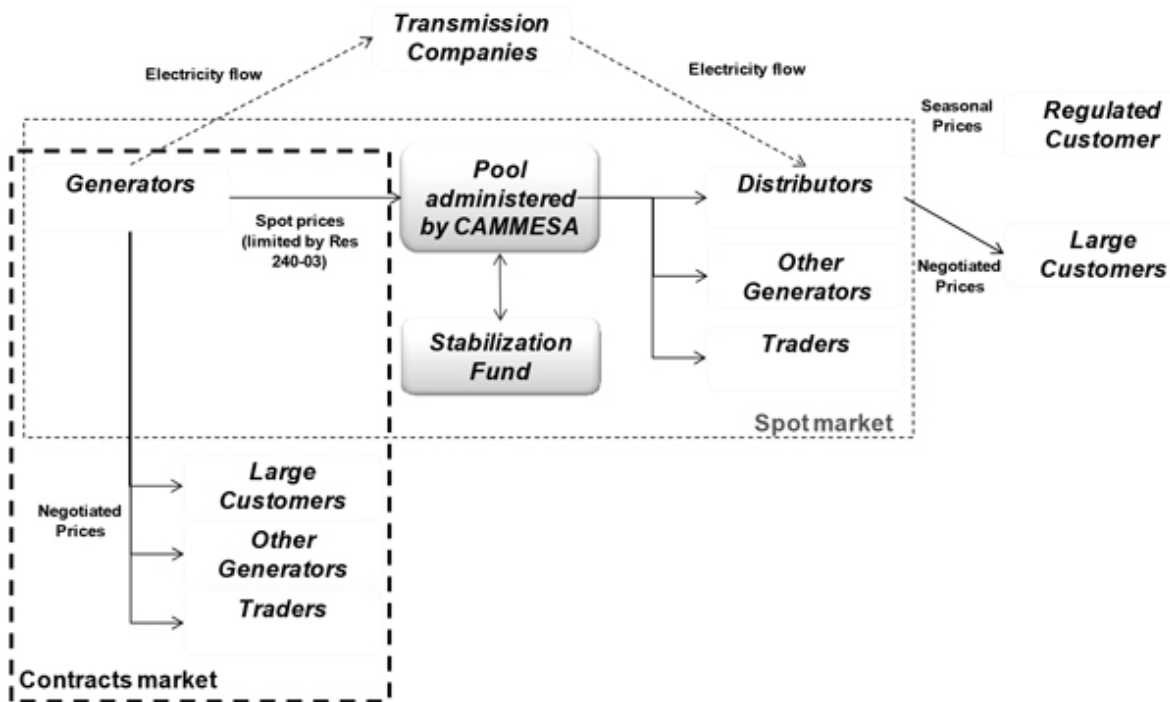 Transmission
Companies
Electricity flow
Electricity flow
Seasonal
Prices
Regulated
Customer
Generators
Pool
administered
by CAMMESA
Distributors
Spot prices
(limited by Res
240-03)
Other
Generators
Negotiated
Prices
Large
Customers
Stabilization
Fund
Traders
Spot market
Large
Customers
Negotiated
Prices
Other
Generators
Traders
Contracts market